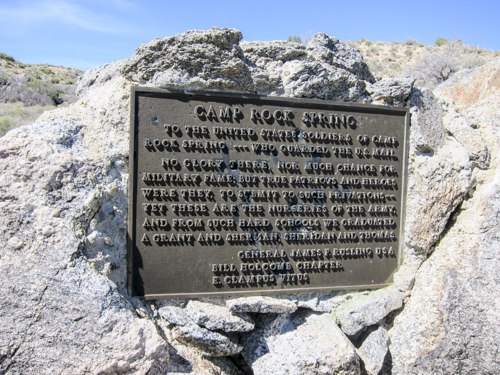 CAMP ROCK SPRING
TO THE UNITED STATES SOLDIERS OF CAMP
ROCK SPRING --- WHO GUARDED THE U.S. MAIL
NO GLORY THERE, NOR MUCH CHANCE FOR
MILITARY FAME; BUT TRUE PATRIOTS AND HEROES
WERE THEY, TO SUBMIT TO SUCH PRIVATIONS ---
YET THESE ARE THE NURSERIES OF THE ARMY,
AND FROM SUCH HARD SCHOOLS WE GRADUATED
A GRANT AND SHERMAN, SHERIDAN AND THOMAS.
GENERAL JAMES F. RUSLING USA
BILL HOLCOMB CHAPTER
E. CLAMPUS VITUS